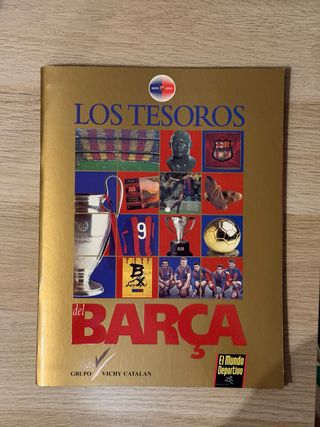 LOS TESOROS
9
del
BARÇA
GRUPO VICHY CATALAN
El Mundo
Deportivo